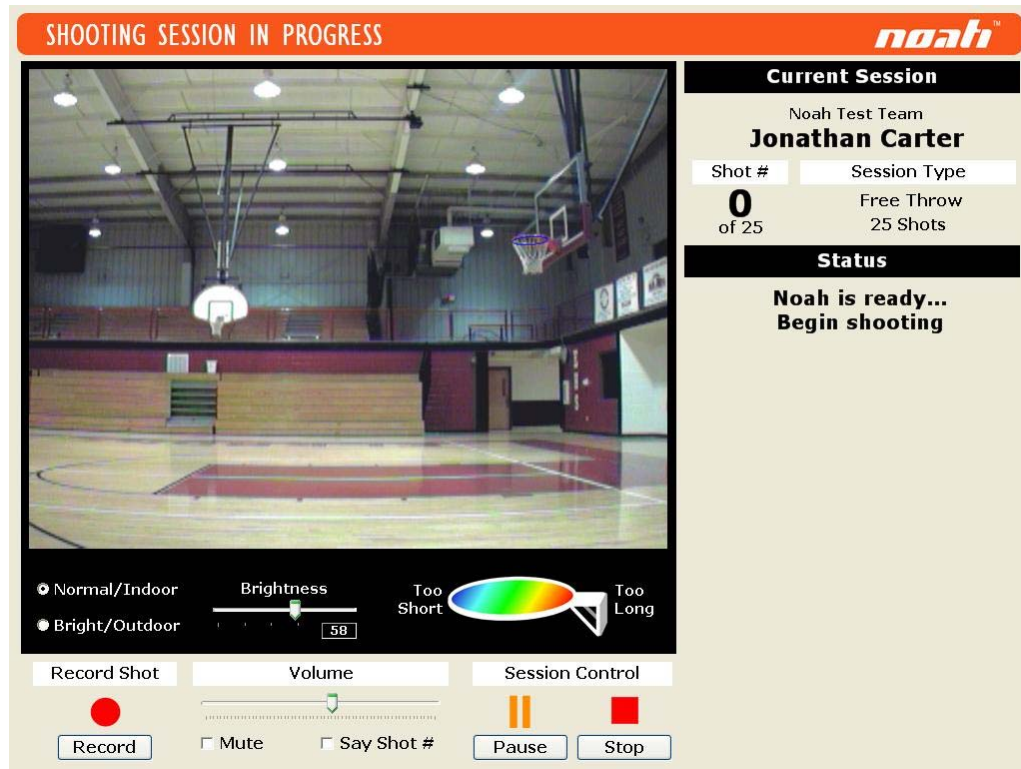 SHOOTING SESSION IN PROGRESS
noah™
Current Session
Noah Test Team
Jonathan Carter
Shot #
Session Type
0
of 25
Free Throw
25 Shots
Status
Noah is ready...
Begin shooting
Normal/Indoor
Bright/Outdoor
Brightness
58
Too
Short
Too
Long
Record Shot
Volume
Session Control
Record
Mute
Say Shot #
Pause
Stop